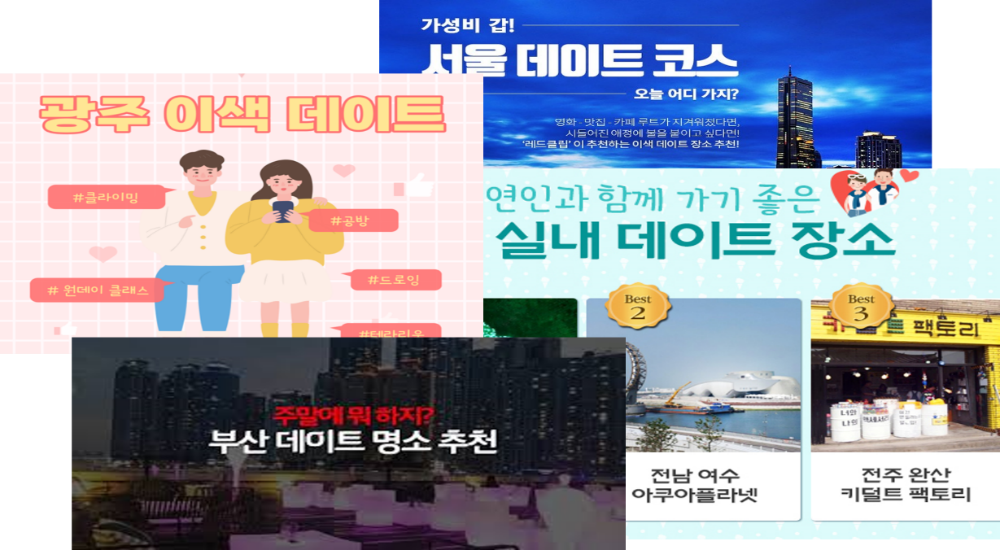 가성비 갑!
서울 데이트 코스
오늘 어디 가지?
영화 - 맛집 - 카페 루트가 지겨워졌다면,
시들어진 애정에 불을 붙이고 싶다면!
'레드클럽' 이 추천하는 이색 데이트 장소 추천!
광주 이색 데이트
#클라이밍
#공방
#드로잉
# 원데이 클래스
#테라리움
연인과 함께 가기 좋은
실내 데이트 장소
Best
2
Best
3
팩토리
너와
나의
전남 여수
아쿠아플라넷
전주 완산
키덜트 팩토리
주말에 뭐 하지?
부산 데이트 명소 추천